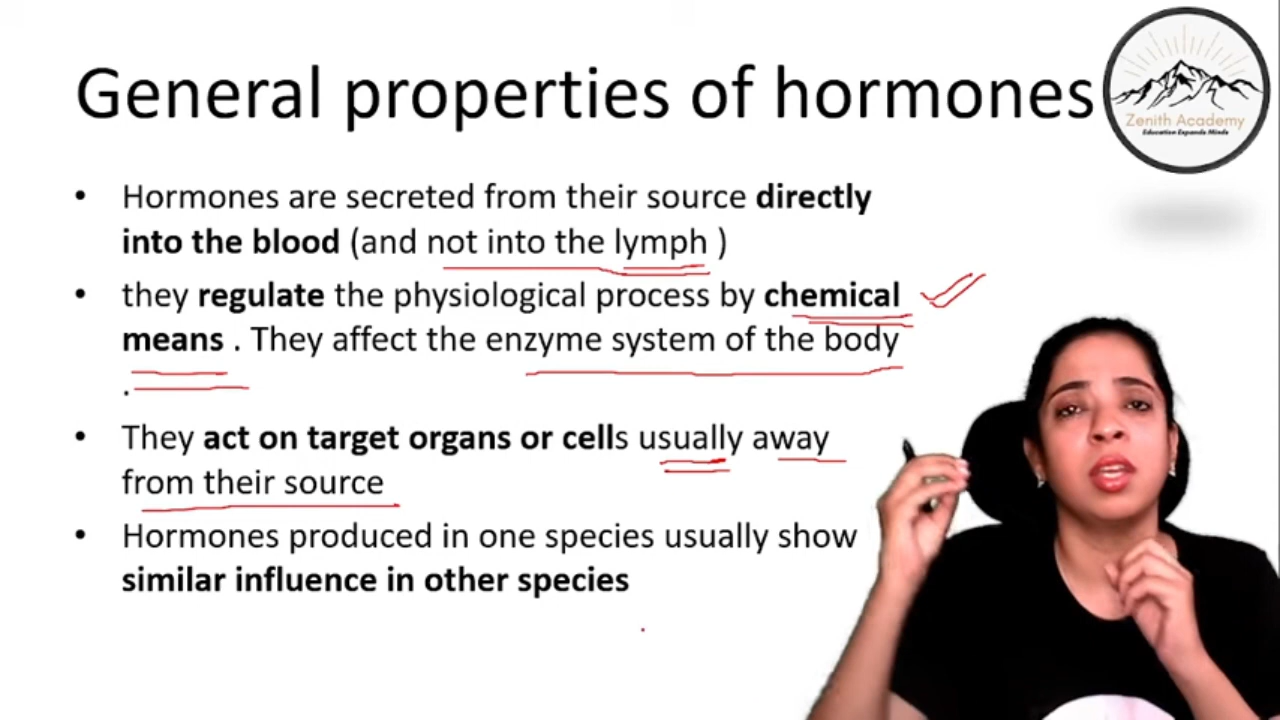 General properties of hormones
Zenith Academy
Education Expands Minds
• Hormones are secreted from their source directly
into the blood (and not into the lymph )
• they regulate the physiological process by chemical
means . They affect the enzyme system of the body
.
• They act on target organs or cells usually away
from their source
• Hormones produced in one species usually show
similar influence in other species